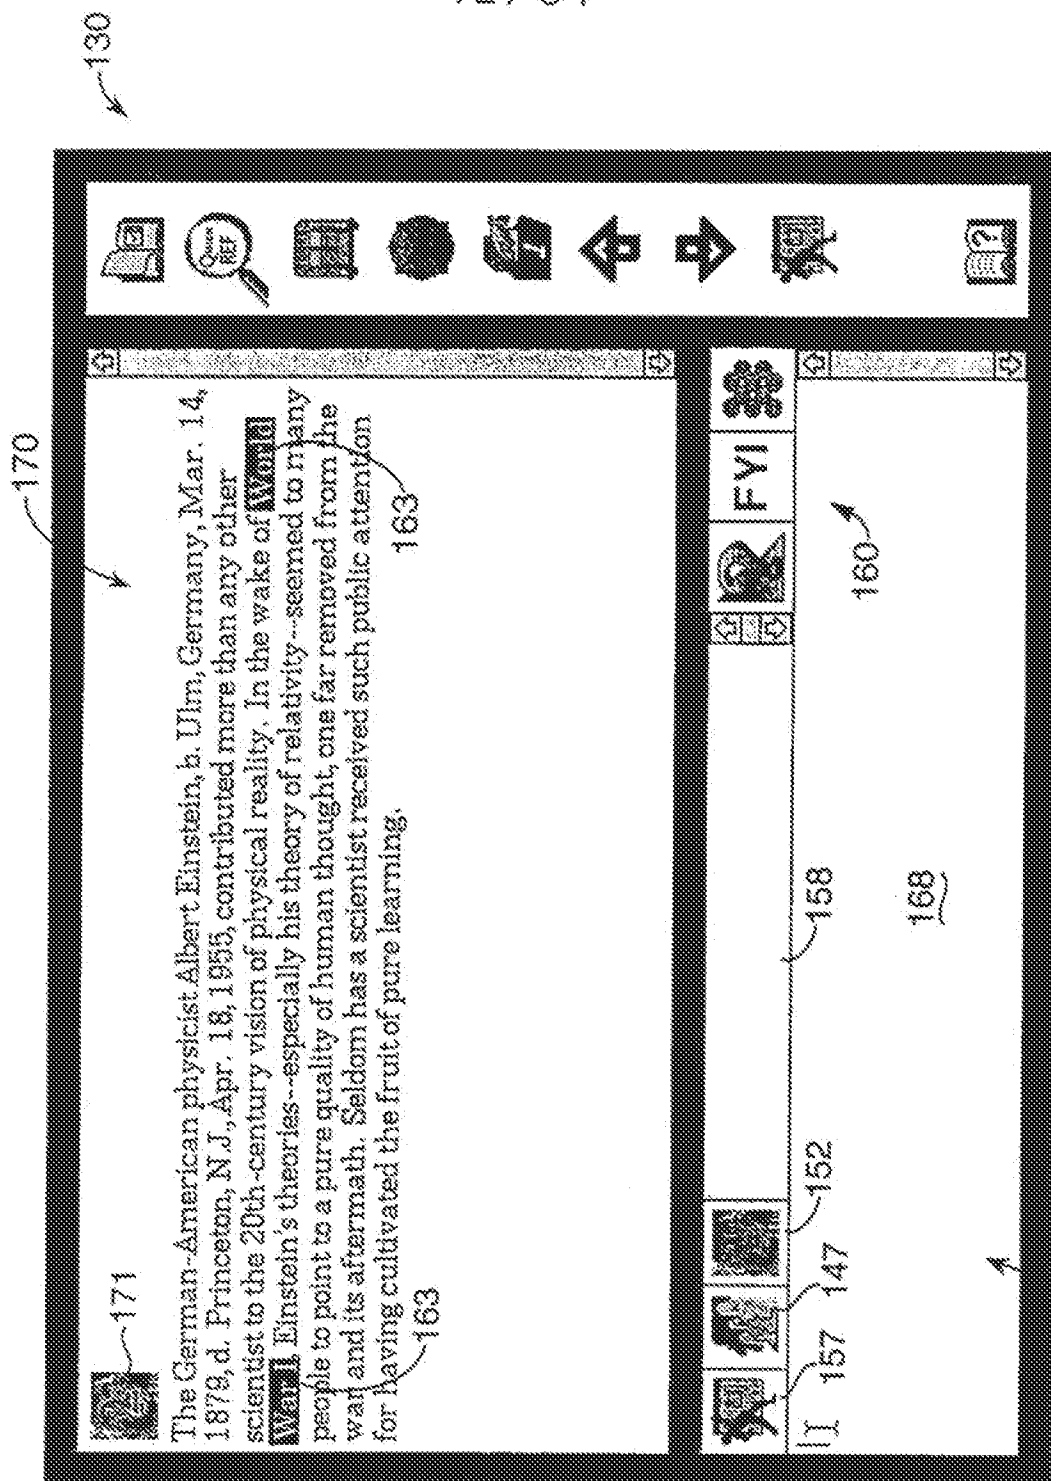 130
170
171
The German-American physicist Albert Einstein, b. Ulm, Germany, Mar. 14,
1879, d. Princeton, N.J., Apr. 18, 1955, contributed more than any other
scientist to the 20th-century vision of physical reality. In the wake of World
War I, Einstein's theories--especially his theory of relativity--seemed to many
people to point to a pure quality of human thought, one far removed from the
war and its aftermath. Seldom has a scientist received such public attention
for having cultivated the fruit of pure learning.
163
163
Quick
REF
?
FYI
157
147
152
158
160
168